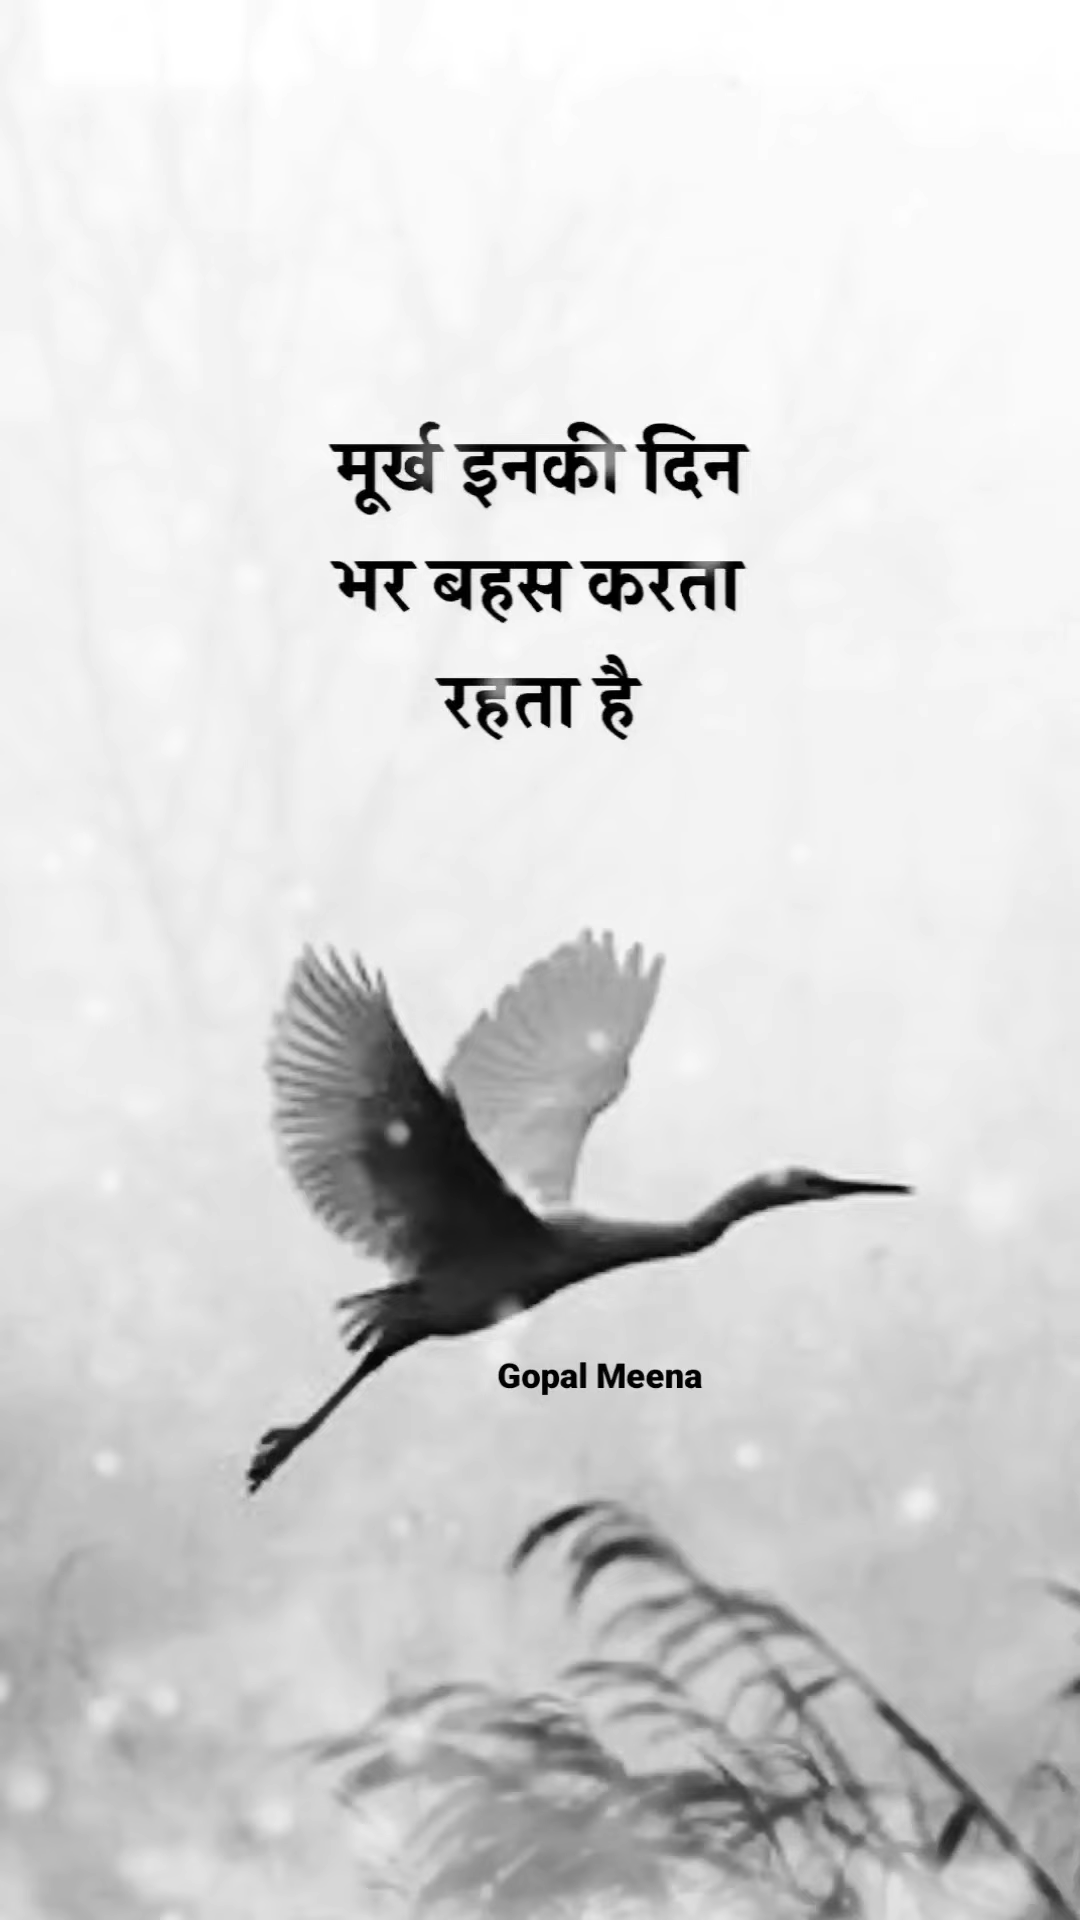 मूर्ख इनकी दिन
भर बहस करता
रहता है
Gopal Meena